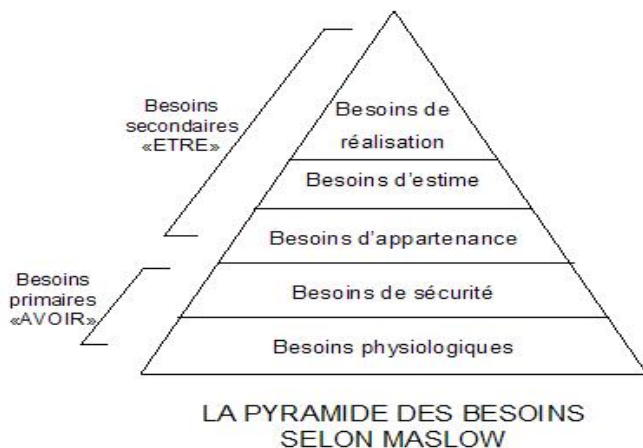 Besoins
secondaires
«ETRE»
Besoins de
réalisation
Besoins d'estime
Besoins d'appartenance
Besoins
primaires
«AVOIR»
Besoins de sécurité
Besoins physiologiques
LA PYRAMIDE DES BESOINS
SELON MASLOW